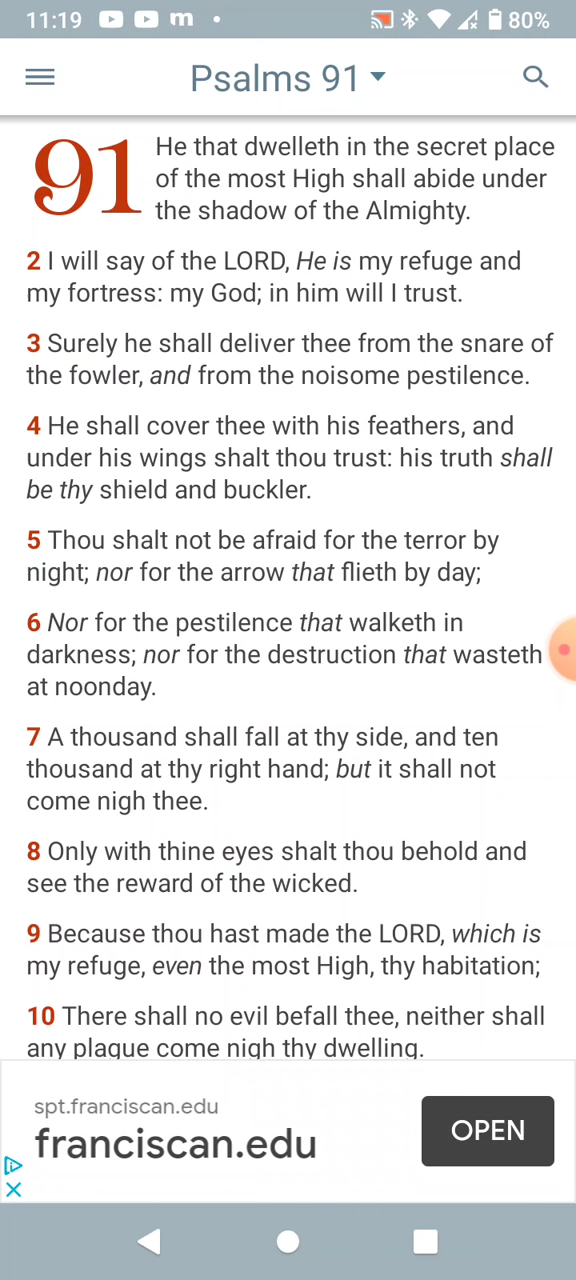 11:19 m 80%
Psalms 91
91 He that dwelleth in the secret place
of the most High shall abide under
the shadow of the Almighty.
2 I will say of the LORD, He is my refuge and
my fortress: my God; in him will I trust.
3 Surely he shall deliver thee from the snare of
the fowler, and from the noisome pestilence.
4 He shall cover thee with his feathers, and
under his wings shalt thou trust: his truth shall
be thy shield and buckler.
5 Thou shalt not be afraid for the terror by
night; nor for the arrow that flieth by day;
6 Nor for the pestilence that walketh in
darkness; nor for the destruction that wasteth
at noonday.
7 A thousand shall fall at thy side, and ten
thousand at thy right hand; but it shall not
come nigh thee.
8 Only with thine eyes shalt thou behold and
see the reward of the wicked.
9 Because thou hast made the LORD, which is
my refuge, even the most High, thy habitation;
10 There shall no evil befall thee, neither shall
any plague come nigh thy dwelling.
spt.franciscan.edu
franciscan.edu
OPEN